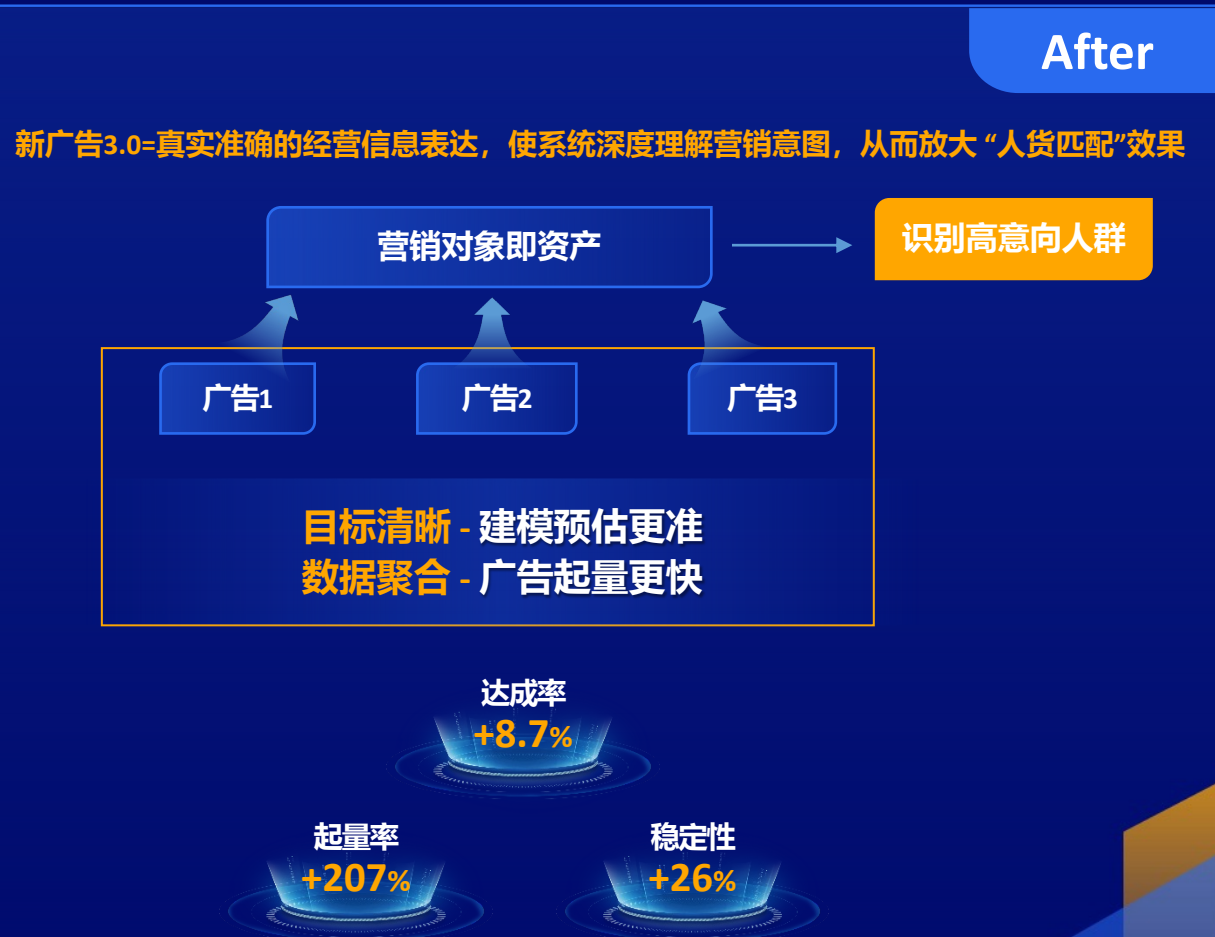 After
新广告3.0=真实准确的经营信息表达，使系统深度理解营销意图，从而放大 “人货匹配”效果
营销对象即资产
识别高意向人群
广告1
广告2
广告3
目标清晰 - 建模预估更准
数据聚合 - 广告起量更快
达成率
+8.7%
起量率
+207%
稳定性
+26%